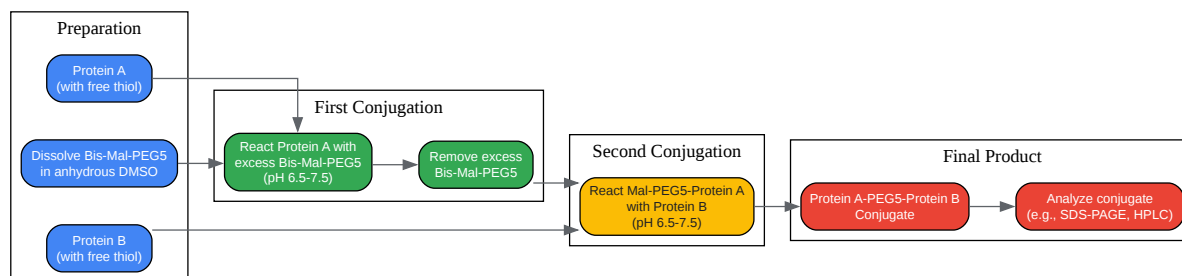 Preparation
Protein A
(with free thiol)
Dissolve Bis-Mal-PEG5
in anhydrous DMSO
Protein B
(with free thiol)
First Conjugation
React Protein A with
excess Bis-Mal-PEG5
(pH 6.5-7.5)
Remove excess
Bis-Mal-PEG5
Second Conjugation
React Mal-PEG5-Protein A
with Protein B
(pH 6.5-7.5)
Final Product
Protein A-PEG5-Protein B
Conjugate
Analyze conjugate
(e.g., SDS-PAGE, HPLC)